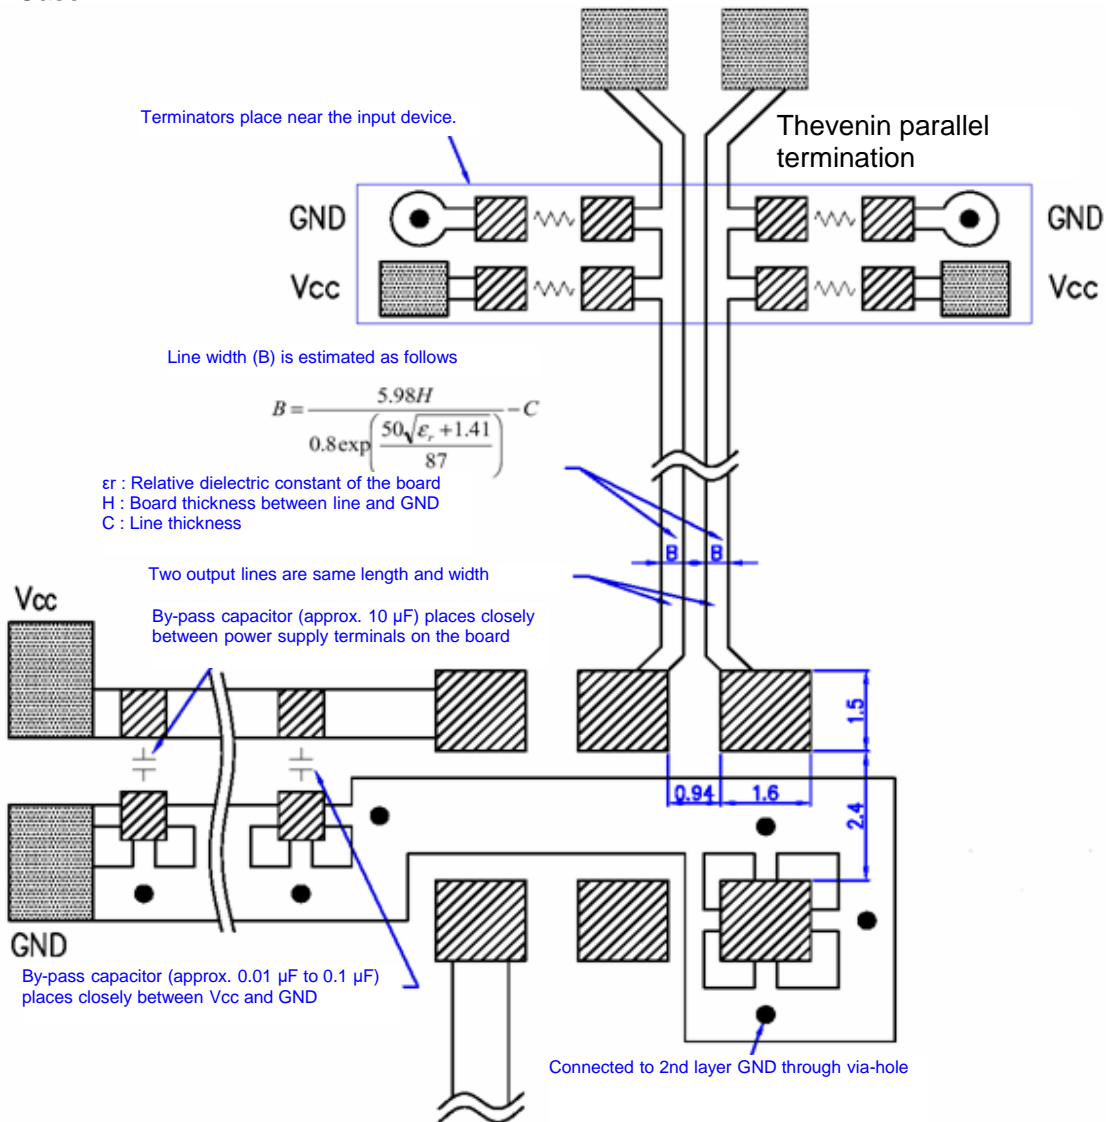 Terminators place near the input device.
Thevenin parallel
termination
GND
GND
Vcc
Vcc
Line width (B) is estimated as follows
B = 5.98H / 0.8 exp(50√(εr + 1.41) / 87) − C
εr : Relative dielectric constant of the board
H : Board thickness between line and GND
C : Line thickness
B
B
Two output lines are same length and width
Vcc
By-pass capacitor (approx. 10 µF) places closely
between power supply terminals on the board
1.5
0.94
1.6
2.4
GND
By-pass capacitor (approx. 0.01 µF to 0.1 µF)
places closely between Vcc and GND
Connected to 2nd layer GND through via-hole